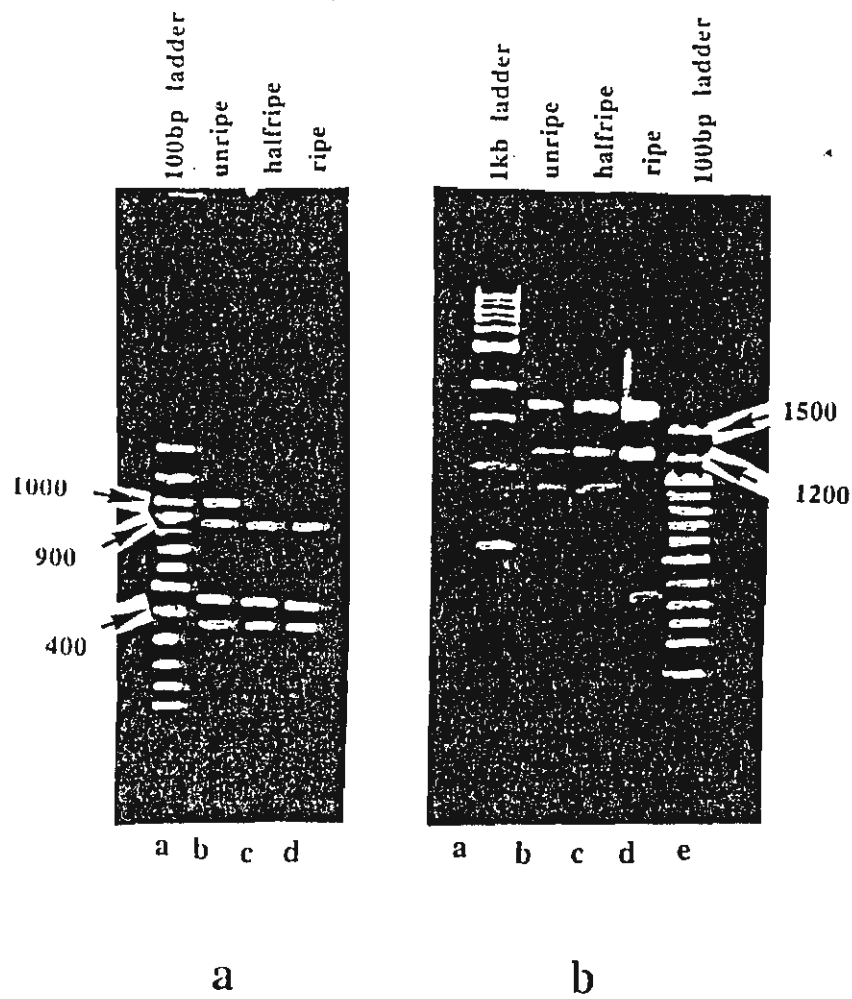 100bp ladder
unripe
halfripe
ripe
1kb ladder
unripe
halfripe
ripe
100bp ladder
1000
900
400
1500
1200
a b c d
a b c d e
a
b